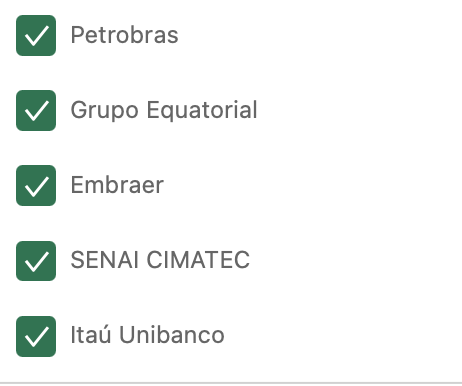 Petrobras
Grupo Equatorial
Embraer
SENAI CIMATEC
Itaú Unibanco